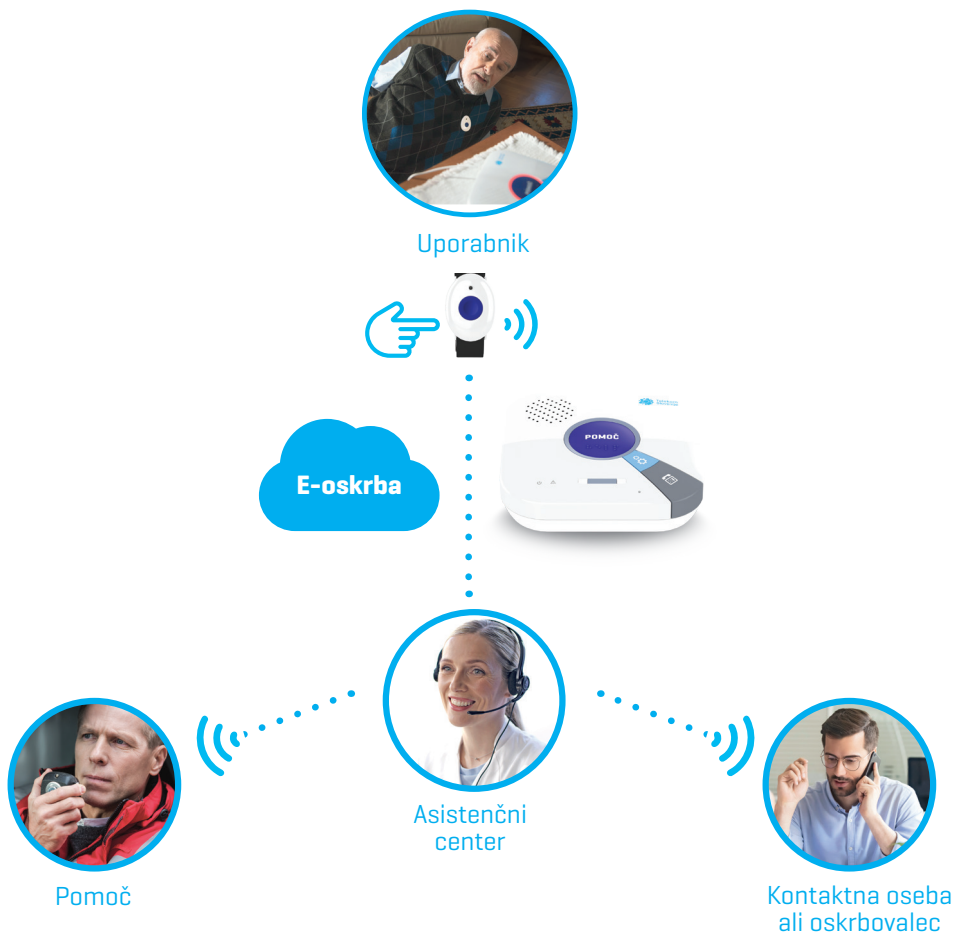 Uporabnik
E-oskrba
POMOČ
Asistenčni
center
Pomoč
Kontaktna oseba
ali oskrbovalec